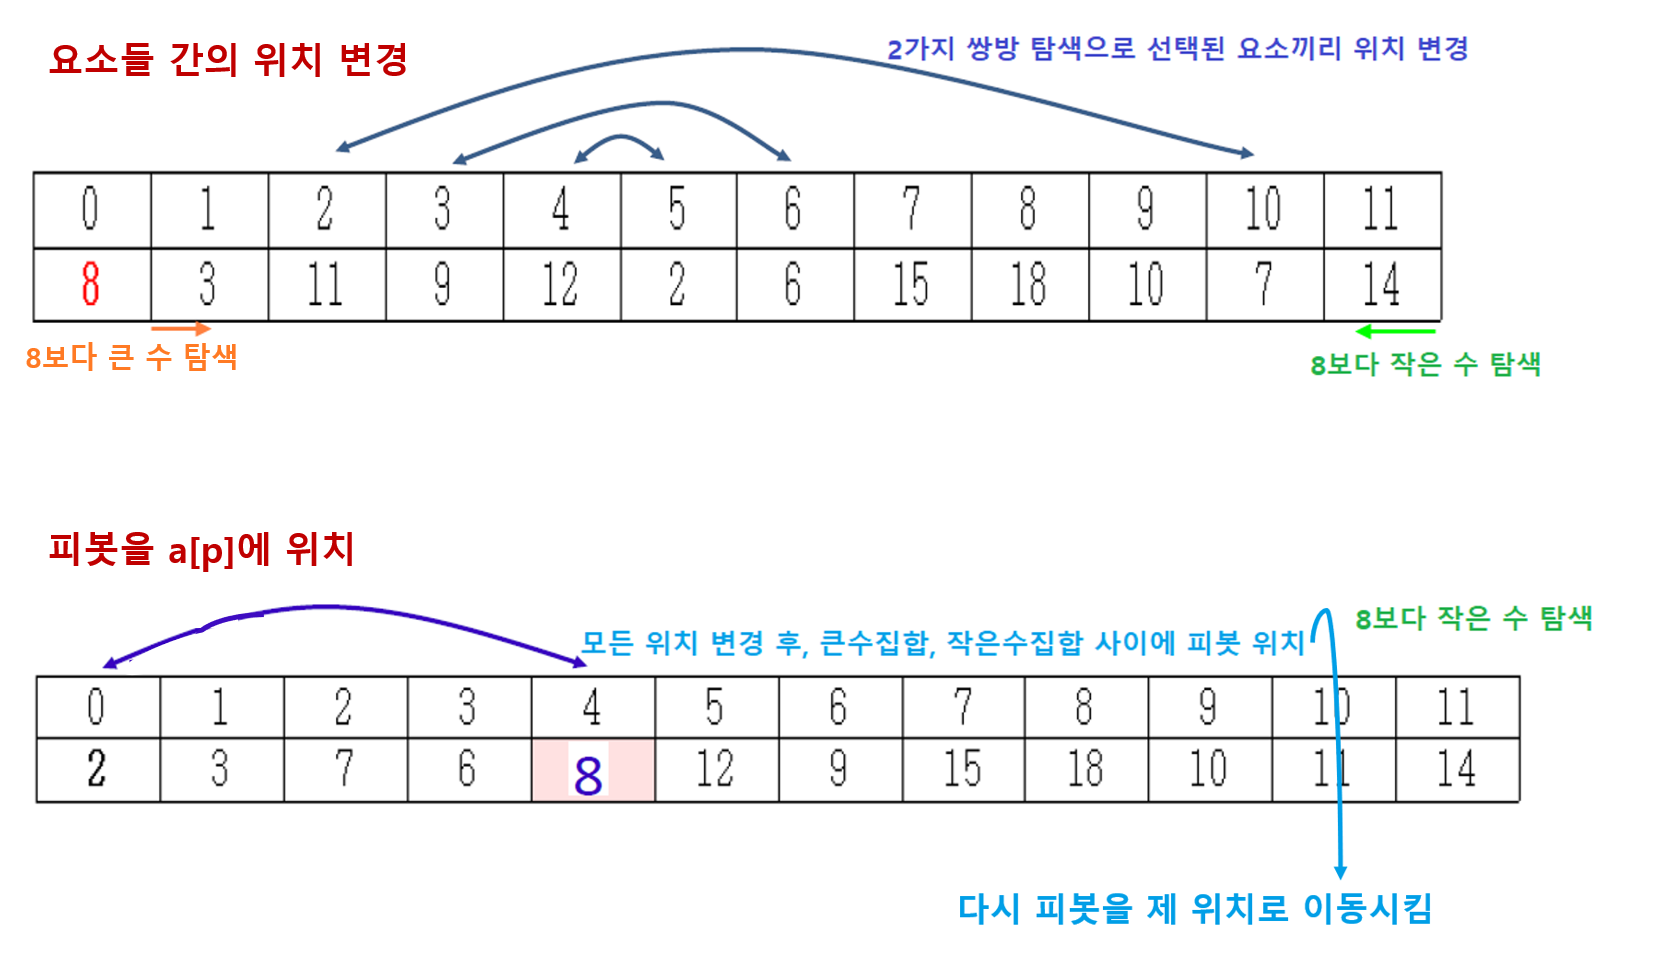 요소들 간의 위치 변경
2가지 쌍방 탐색으로 선택된 요소끼리 위치 변경
0 1 2 3 4 5 6 7 8 9 10 11
8 3 11 9 12 2 6 15 18 10 7 14
8보다 큰 수 탐색
8보다 작은 수 탐색
피봇을 a[p]에 위치
모든 위치 변경 후, 큰수집합, 작은수집합 사이에 피봇 위치
8보다 작은 수 탐색
0 1 2 3 4 5 6 7 8 9 10 11
2 3 7 6 8 12 9 15 18 10 11 14
다시 피봇을 제 위치로 이동시킴